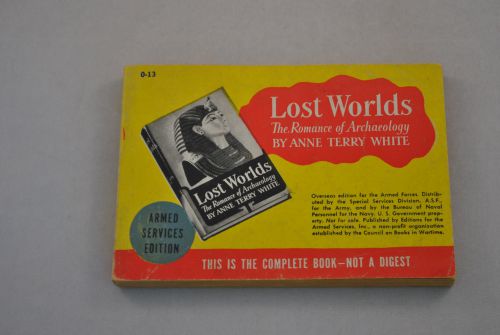 O-13
Lost Worlds
The Romance of Archaeology
BY ANNE TERRY WHITE
Lost Worlds
The Romance of Archaeology
BY ANNE TERRY WHITE
Overseas edition for the Armed Forces. Distrib-
uted by the Special Services Division, A.S.F.,
for the Army, and by the Bureau of Naval
Personnel for the Navy. U. S. Government prop-
erty. Not for sale. Published by Editions for the
Armed Services, Inc., a non-profit organization
established by the Council on Books in Wartime.
ARMED
SERVICES
EDITION
THIS IS THE COMPLETE BOOK—NOT A DIGEST